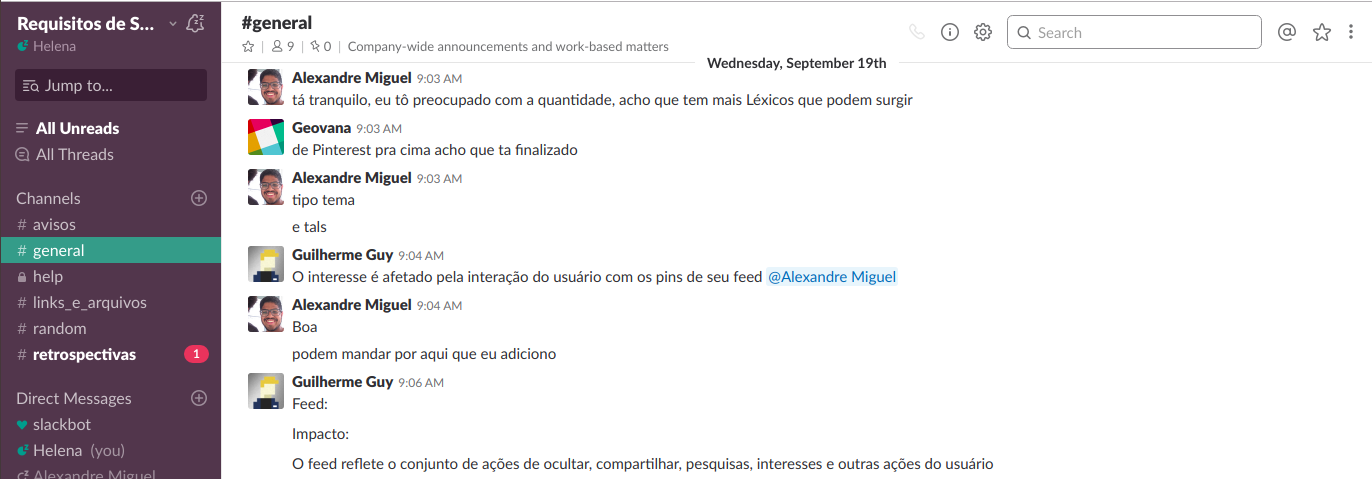 Requisitos de S...
Helena
Jump to...
All Unreads
All Threads
Channels
# avisos
# general
help
# links_e_arquivos
# random
# retrospectivas 1
Direct Messages
slackbot
Helena (you)
Alexandre Miguel
#general
9 | 0 | Company-wide announcements and work-based matters
Search
Wednesday, September 19th
Alexandre Miguel 9:03 AM
tá tranquilo, eu tô preocupado com a quantidade, acho que tem mais Léxicos que podem surgir
Geovana 9:03 AM
de Pinterest pra cima acho que ta finalizado
Alexandre Miguel 9:03 AM
tipo tema
e tals
Guilherme Guy 9:04 AM
O interesse é afetado pela interação do usuário com os pins de seu feed @Alexandre Miguel
Alexandre Miguel 9:04 AM
Boa
podem mandar por aqui que eu adiciono
Guilherme Guy 9:06 AM
Feed:
Impacto:
O feed reflete o conjunto de ações de ocultar, compartilhar, pesquisas, interesses e outras ações do usuário